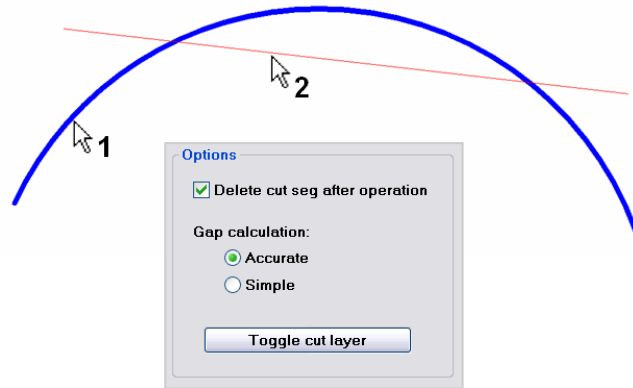 2
1
Options
Delete cut seg after operation
Gap calculation:
Accurate
Simple
Toggle cut layer